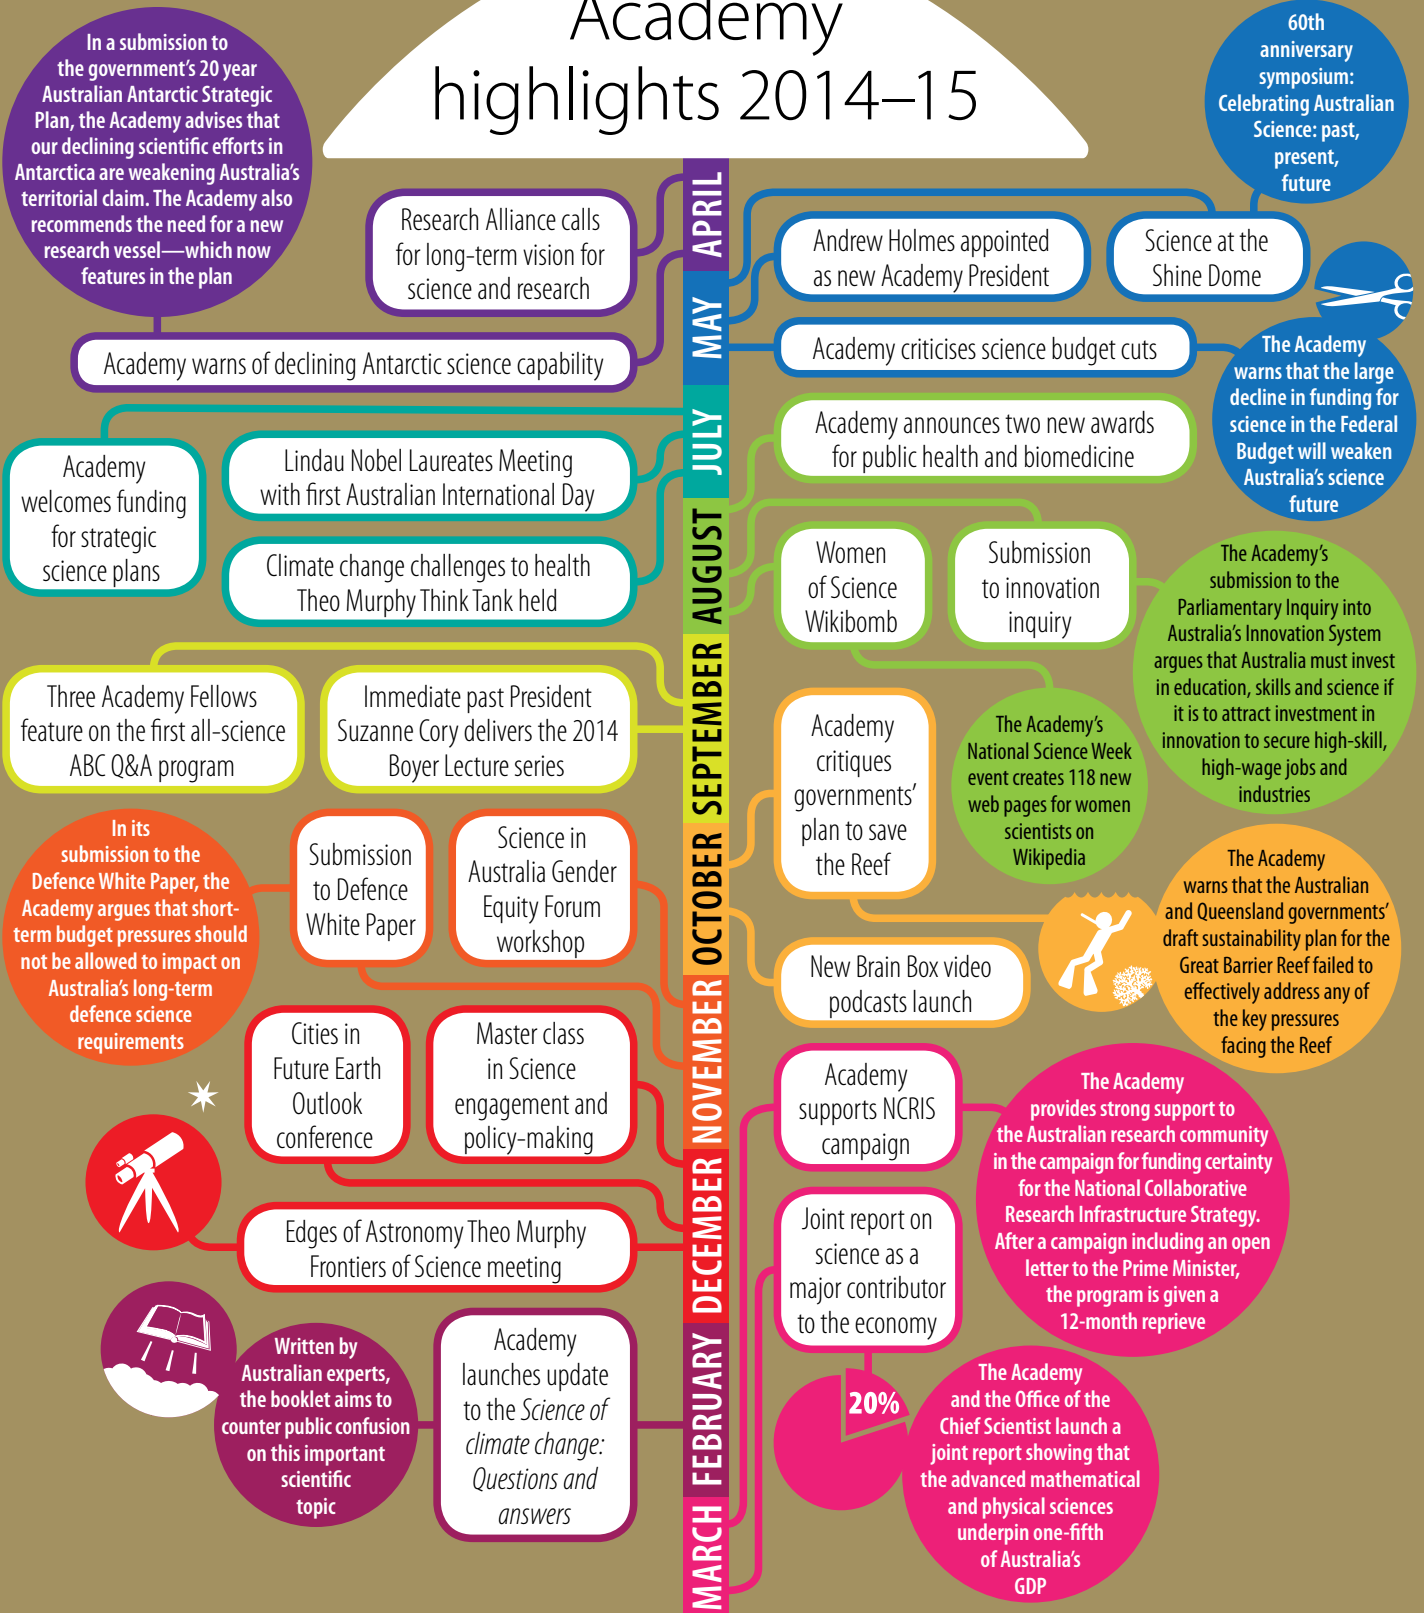 Academy
highlights 2014–15
APRIL
Research Alliance calls
for long-term vision for
science and research
Academy warns of declining Antarctic science capability
In a submission to
the government's 20 year
Australian Antarctic Strategic
Plan, the Academy advises that
our declining scientific efforts in
Antarctica are weakening Australia's
territorial claim. The Academy also
recommends the need for a new
research vessel—which now
features in the plan
MAY
Andrew Holmes appointed
as new Academy President
Science at the
Shine Dome
60th
anniversary
symposium:
Celebrating Australian
Science: past,
present,
future
Academy criticises science budget cuts
The Academy
warns that the large
decline in funding for
science in the Federal
Budget will weaken
Australia's science
future
JULY
Academy
welcomes funding
for strategic
science plans
Lindau Nobel Laureates Meeting
with first Australian International Day
Climate change challenges to health
Theo Murphy Think Tank held
AUGUST
Academy announces two new awards
for public health and biomedicine
Women
of Science
Wikibomb
Submission
to innovation
inquiry
The Academy's
submission to the
Parliamentary Inquiry into
Australia's Innovation System
argues that Australia must invest
in education, skills and science if
it is to attract investment in
innovation to secure high-skill,
high-wage jobs and
industries
The Academy's
National Science Week
event creates 118 new
web pages for women
scientists on
Wikipedia
SEPTEMBER
Three Academy Fellows
feature on the first all-science
ABC Q&A program
Immediate past President
Suzanne Cory delivers the 2014
Boyer Lecture series
OCTOBER
Academy
critiques
governments'
plan to save
the Reef
The Academy
warns that the Australian
and Queensland governments'
draft sustainability plan for the
Great Barrier Reef failed to
effectively address any of
the key pressures
facing the Reef
New Brain Box video
podcasts launch
NOVEMBER
In its
submission to the
Defence White Paper, the
Academy argues that short-
term budget pressures should
not be allowed to impact on
Australia's long-term
defence science
requirements
Submission
to Defence
White Paper
Science in
Australia Gender
Equity Forum
workshop
DECEMBER
Cities in
Future Earth
Outlook
conference
Master class
in Science
engagement and
policy-making
Edges of Astronomy Theo Murphy
Frontiers of Science meeting
FEBRUARY
Written by
Australian experts,
the booklet aims to
counter public confusion
on this important
scientific
topic
Academy
launches update
to the Science of
climate change:
Questions and
answers
MARCH
Academy
supports NCRIS
campaign
The Academy
provides strong support to
the Australian research community
in the campaign for funding certainty
for the National Collaborative
Research Infrastructure Strategy.
After a campaign including an open
letter to the Prime Minister,
the program is given a
12-month reprieve
Joint report on
science as a
major contributor
to the economy
20%
The Academy
and the Office of the
Chief Scientist launch a
joint report showing that
the advanced mathematical
and physical sciences
underpin one-fifth
of Australia's
GDP